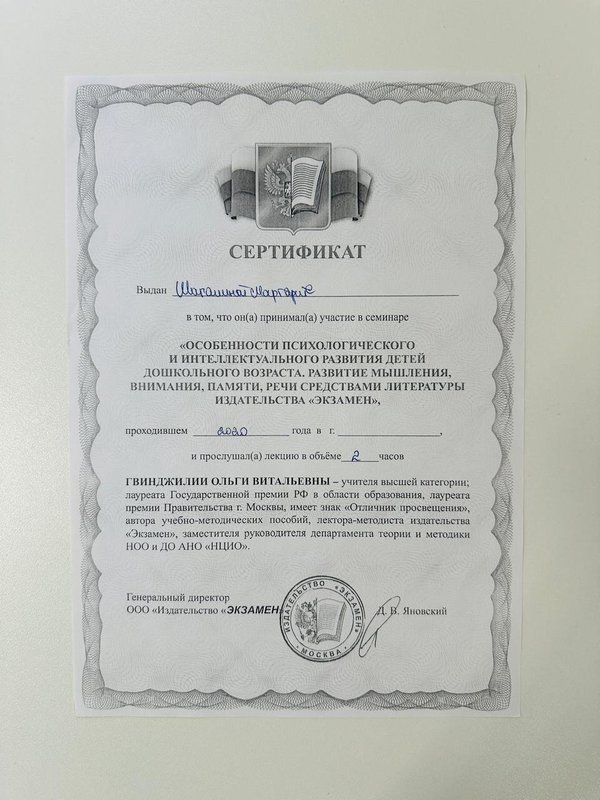 СЕРТИФИКАТ
Выдан Шагалиной Маргарите
в том, что он(а) принимал(а) участие в семинаре
«ОСОБЕННОСТИ ПСИХОЛОГИЧЕСКОГО
И ИНТЕЛЛЕКТУАЛЬНОГО РАЗВИТИЯ ДЕТЕЙ
ДОШКОЛЬНОГО ВОЗРАСТА. РАЗВИТИЕ МЫШЛЕНИЯ,
ВНИМАНИЯ, ПАМЯТИ, РЕЧИ СРЕДСТВАМИ ЛИТЕРАТУРЫ
ИЗДАТЕЛЬСТВА «ЭКЗАМЕН»,
проходившем 2020 года в г. ,
и прослушал(а) лекцию в объёме 2 часов
ГВИНДЖИЛИИ ОЛЬГИ ВИТАЛЬЕВНЫ – учителя высшей категории;
лауреата Государственной премии РФ в области образования, лауреата
премии Правительства г. Москвы, имеет знак «Отличник просвещения»,
автора учебно-методических пособий, лектора-методиста издательства
«Экзамен», заместителя руководителя департамента теории и методики
НОО и ДО АНО «НЦИО».
Генеральный директор
ООО «Издательство «ЭКЗАМЕН» Д. В. Яновский
ИЗДАТЕЛЬСТВО «ЭКЗАМЕН»
МОСКВА